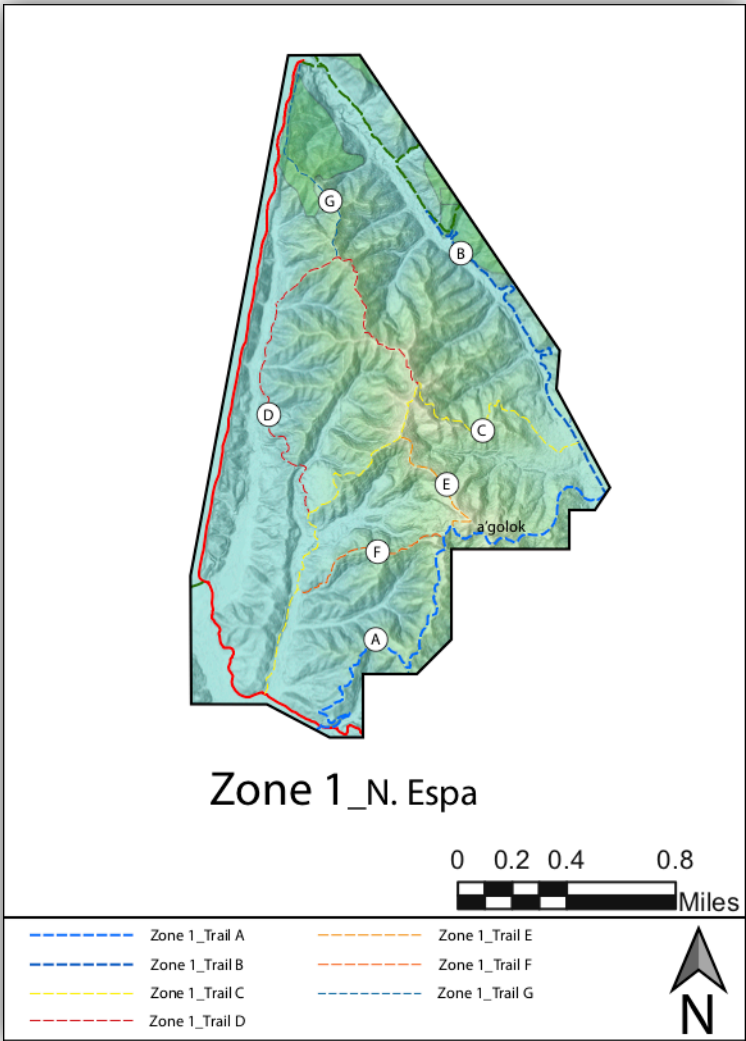 G
B
D
C
E
a'golok
F
A
Zone 1_N. Espa
0 0.2 0.4 0.8
Miles
Zone 1_Trail A
Zone 1_Trail E
Zone 1_Trail B
Zone 1_Trail F
Zone 1_Trail C
Zone 1_Trail G
Zone 1_Trail D
N